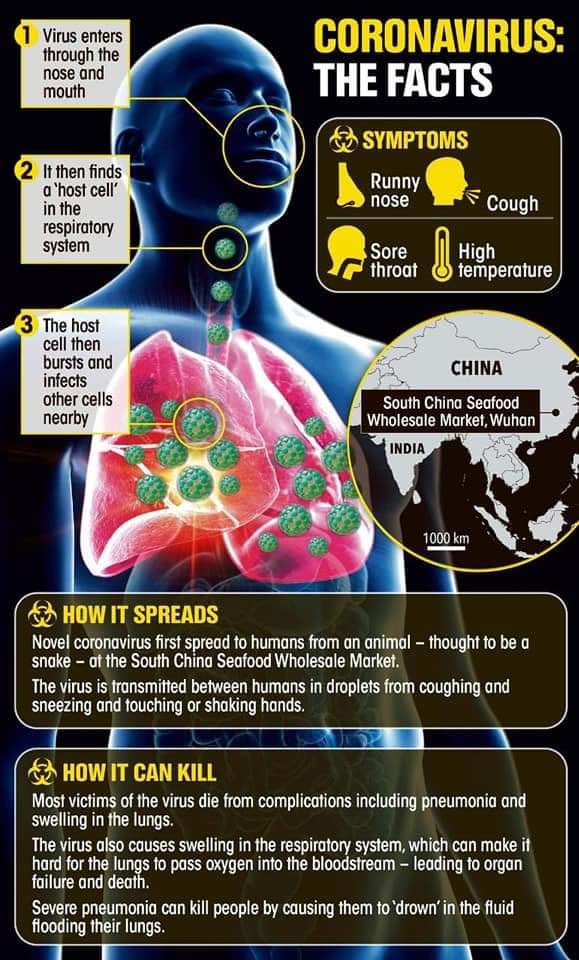 CORONAVIRUS:
THE FACTS
1 Virus enters
through the
nose and
mouth
2 It then finds
a 'host cell'
in the
respiratory
system
3 The host
cell then
bursts and
infects
other cells
nearby
SYMPTOMS
Runny
nose
Cough
Sore
throat
High
temperature
CHINA
South China Seafood
Wholesale Market, Wuhan
INDIA
1000 km
HOW IT SPREADS
Novel coronavirus first spread to humans from an animal – thought to be a
snake – at the South China Seafood Wholesale Market.
The virus is transmitted between humans in droplets from coughing and
sneezing and touching or shaking hands.
HOW IT CAN KILL
Most victims of the virus die from complications including pneumonia and
swelling in the lungs.
The virus also causes swelling in the respiratory system, which can make it
hard for the lungs to pass oxygen into the bloodstream – leading to organ
failure and death.
Severe pneumonia can kill people by causing them to 'drown' in the fluid
flooding their lungs.